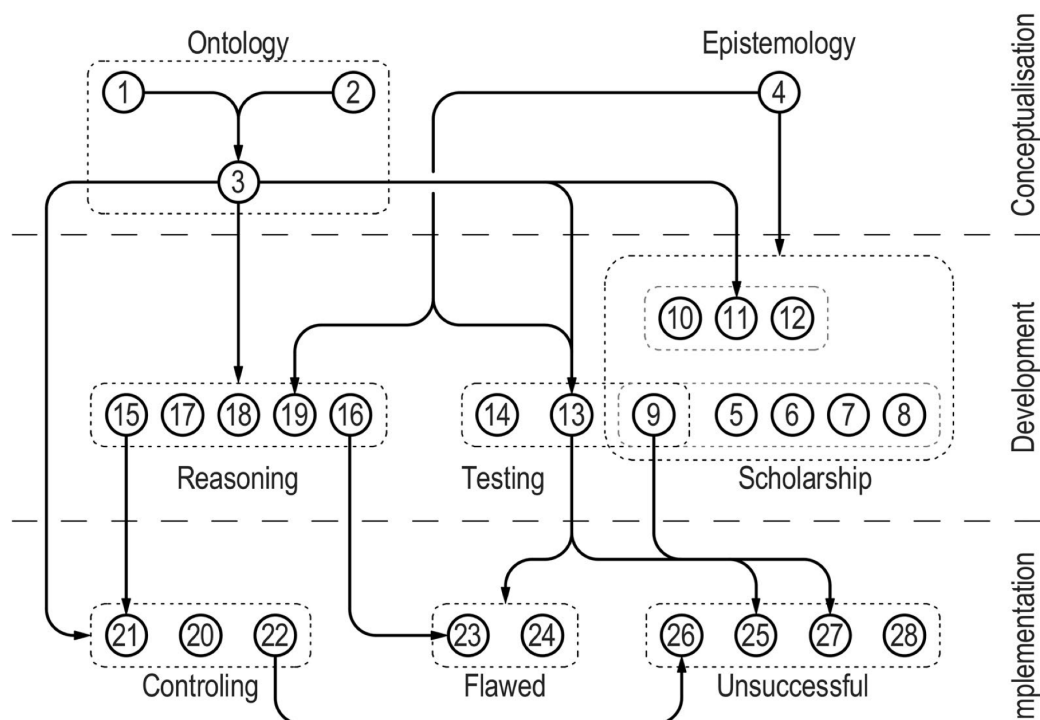 Ontology
Epistemology
1
2
4
3
Conceptualisation
10
11
12
15
17
18
19
16
14
13
9
5
6
7
8
Reasoning
Testing
Scholarship
Development
21
20
22
23
24
26
25
27
28
Controling
Flawed
Unsuccessful
mplementation